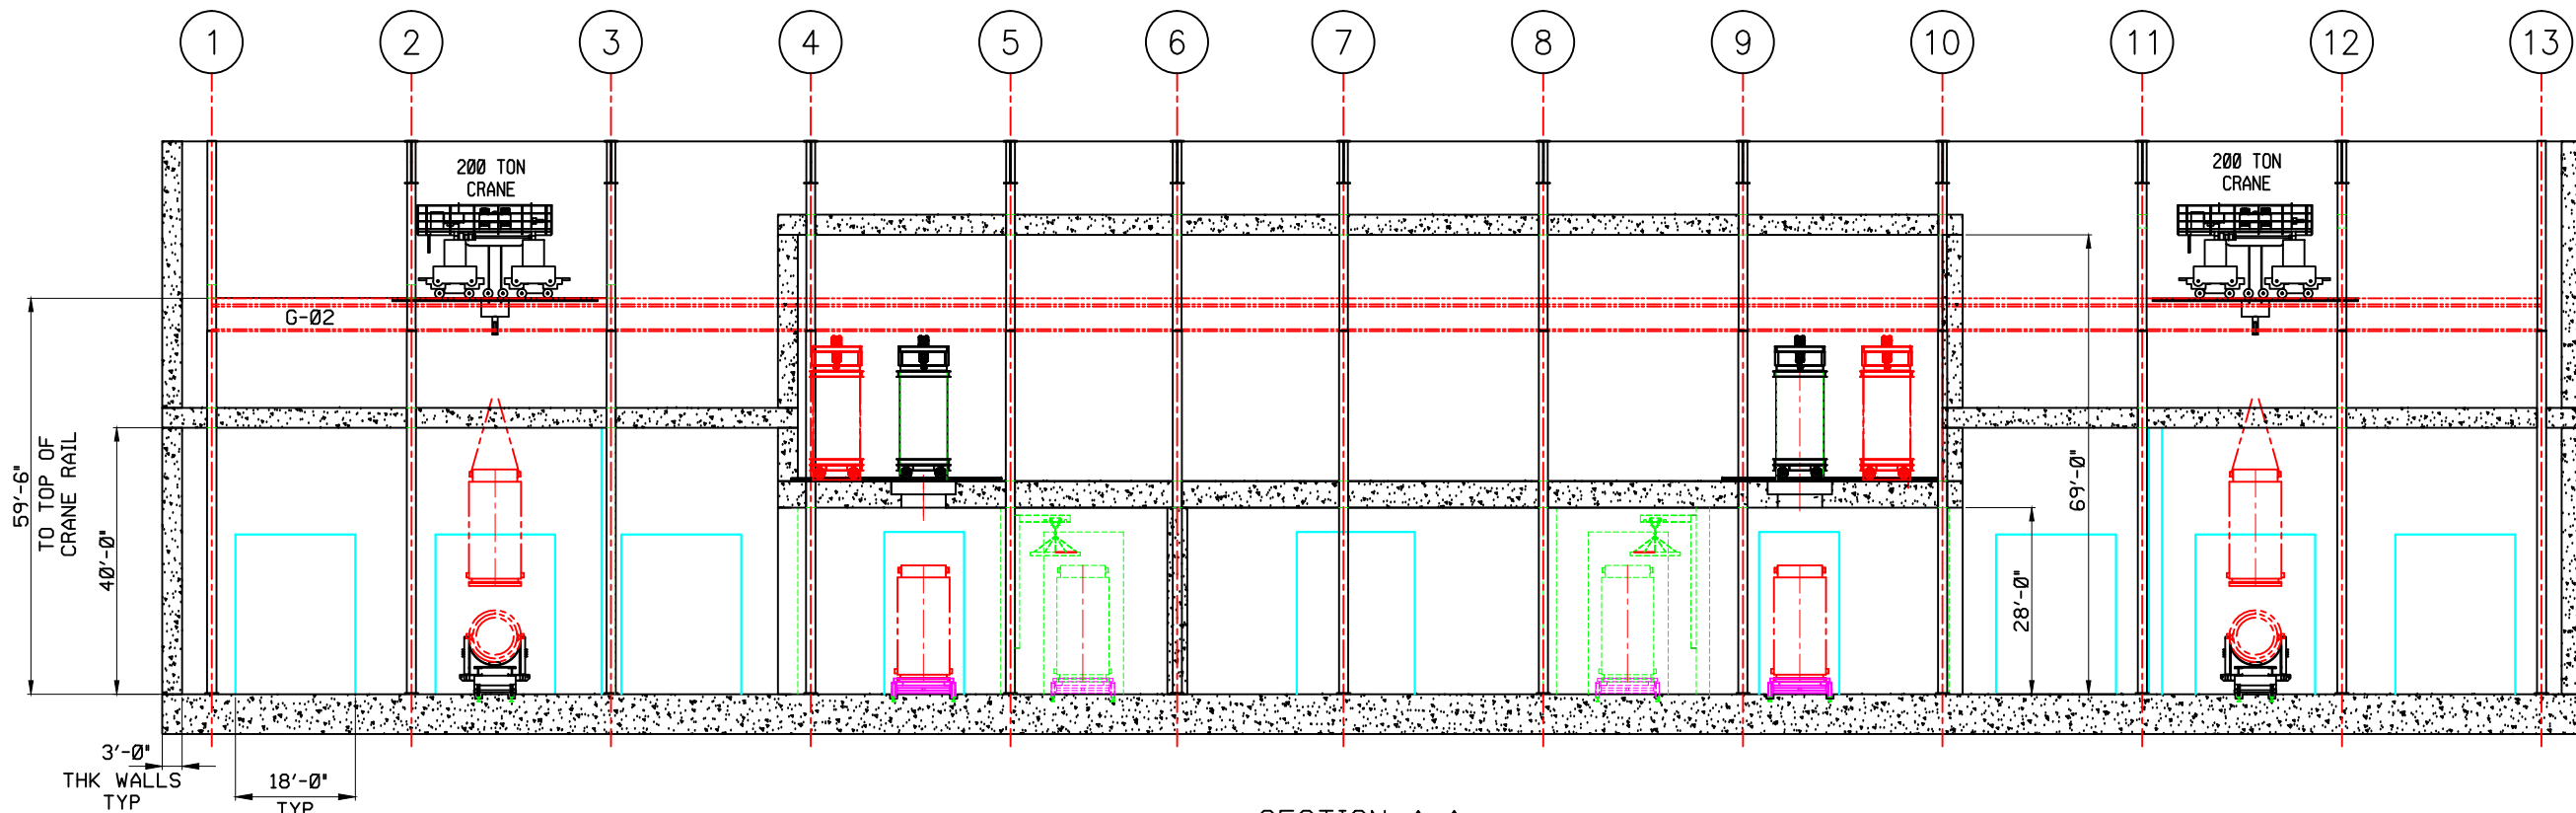 1 2 3 4 5 6 7 8 9 10 11 12 13
200 TON
CRANE
200 TON
CRANE
G-02
59'-6"
TO TOP OF
CRANE RAIL
40'-0"
69'-0"
28'-0"
3'-0"
THK WALLS
TYP
18'-0"
TYP
SECTION A-A